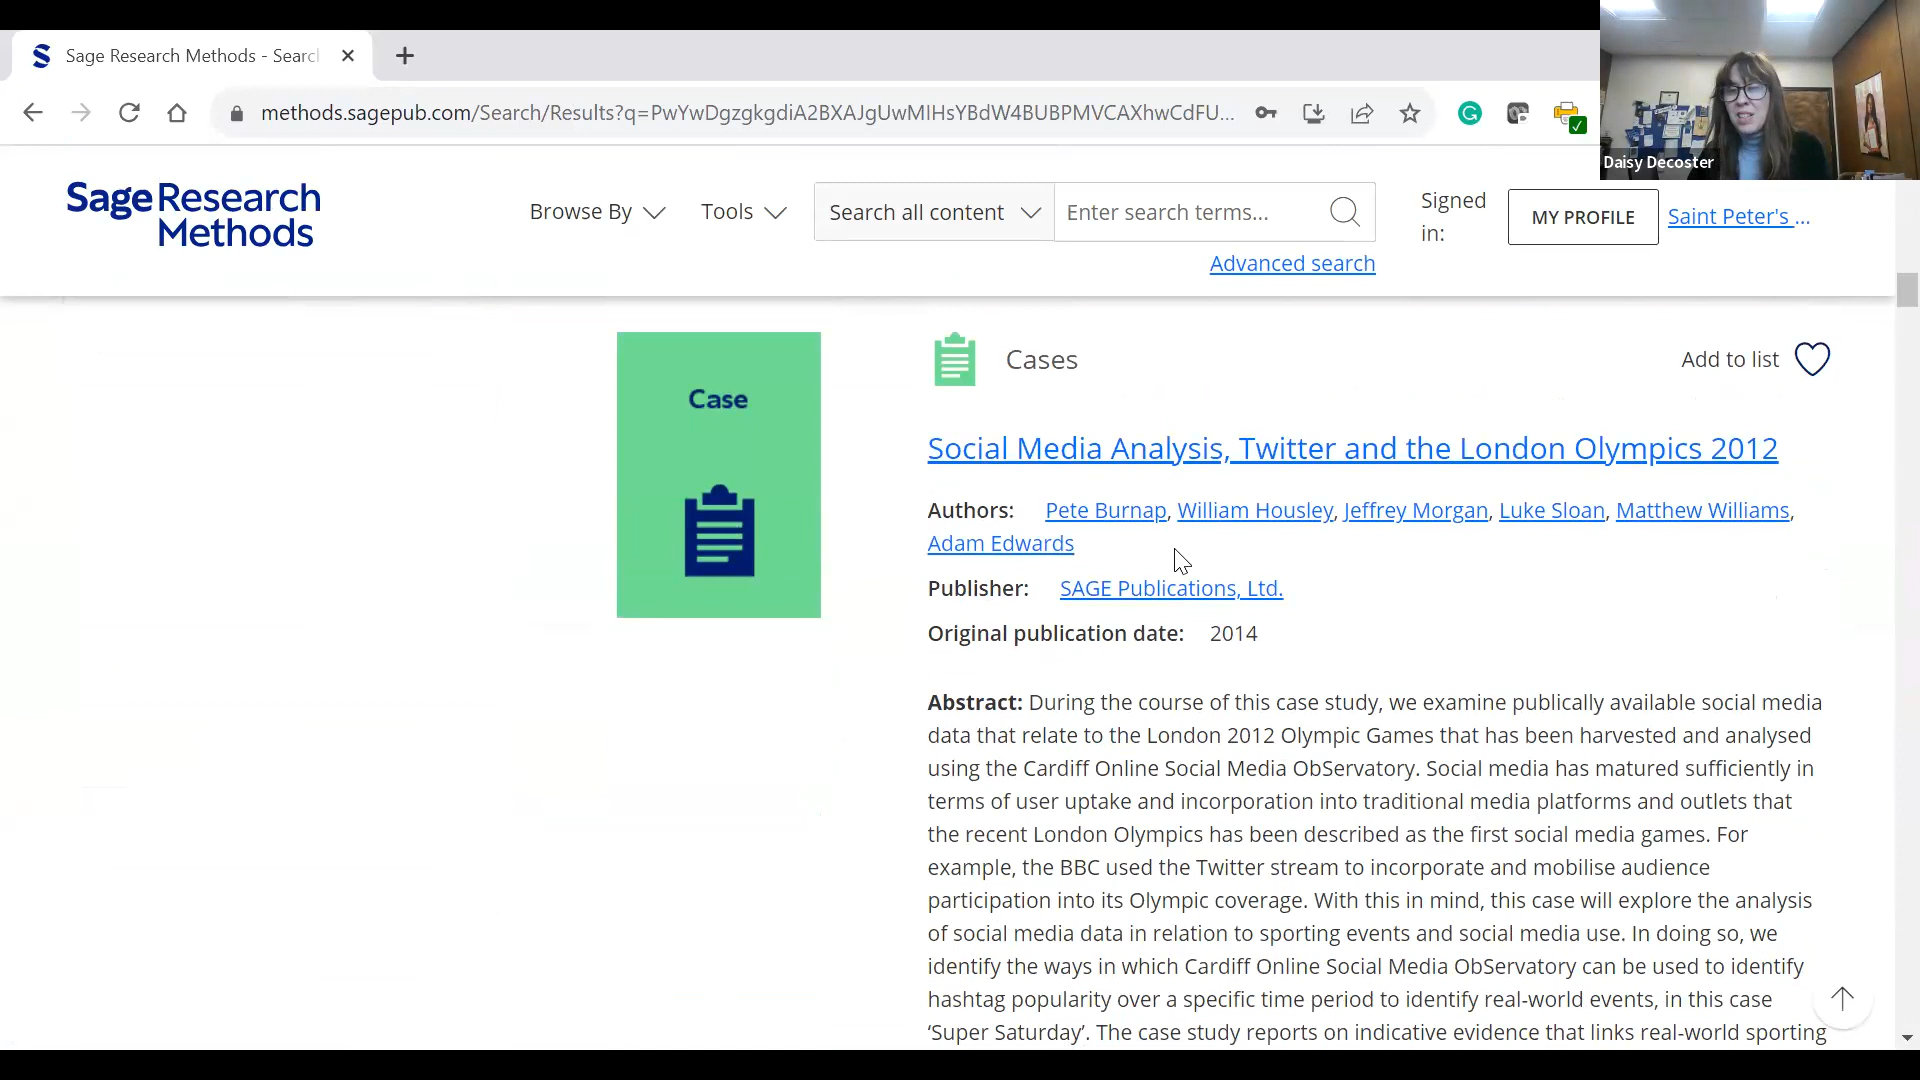 Sage Research Methods - Searc
methods.sagepub.com/Search/Results?q=PwYwDgzgkgdiA2BXAJgUwMIHsYBdW4BUBPMVCAXhwCdFU...
Daisy Decoster
Sage Research
Methods
Browse By
Tools
Search all content
Enter search terms...
Advanced search
Signed
in:
MY PROFILE
Saint Peter's ...
Case
Cases
Add to list
Social Media Analysis, Twitter and the London Olympics 2012
Authors: Pete Burnap, William Housley, Jeffrey Morgan, Luke Sloan, Matthew Williams,
Adam Edwards
Publisher: SAGE Publications, Ltd.
Original publication date: 2014
Abstract: During the course of this case study, we examine publically available social media
data that relate to the London 2012 Olympic Games that has been harvested and analysed
using the Cardiff Online Social Media ObServatory. Social media has matured sufficiently in
terms of user uptake and incorporation into traditional media platforms and outlets that
the recent London Olympics has been described as the first social media games. For
example, the BBC used the Twitter stream to incorporate and mobilise audience
participation into its Olympic coverage. With this in mind, this case will explore the analysis
of social media data in relation to sporting events and social media use. In doing so, we
identify the ways in which Cardiff Online Social Media ObServatory can be used to identify
hashtag popularity over a specific time period to identify real-world events, in this case
‘Super Saturday’. The case study reports on indicative evidence that links real-world sporting